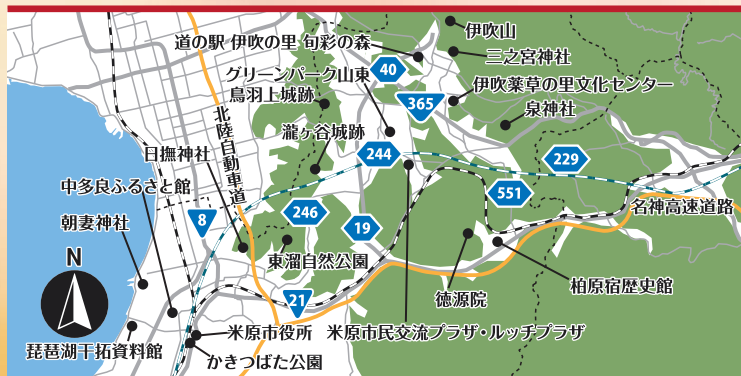 伊吹山
道の駅 伊吹の里 旬彩の森
三之宮神社
40
グリーンパーク山東
伊吹薬草の里文化センター
鳥羽上城跡
365
泉神社
北陸自動車道
日撫神社
瀧ヶ谷城跡
244
229
中多良ふるさと館
551
名神高速道路
8
246
19
朝妻神社
N
東溜自然公園
徳源院
柏原宿歴史館
21
米原市役所
米原市民交流プラザ・ルッチプラザ
琵琶湖干拓資料館
かきつばた公園